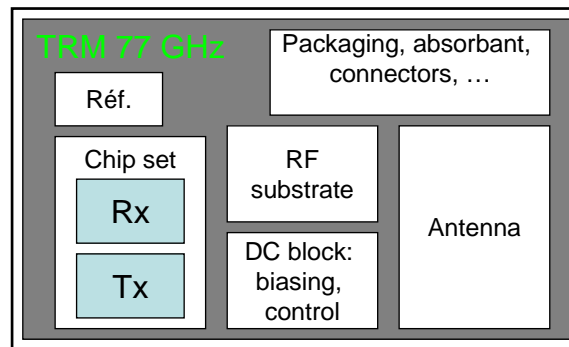 TRM 77 GHz
Packaging, absorbant,
connectors, …
Réf.
Chip set
Rx
Tx
RF
substrate
DC block:
biasing,
control
Antenna